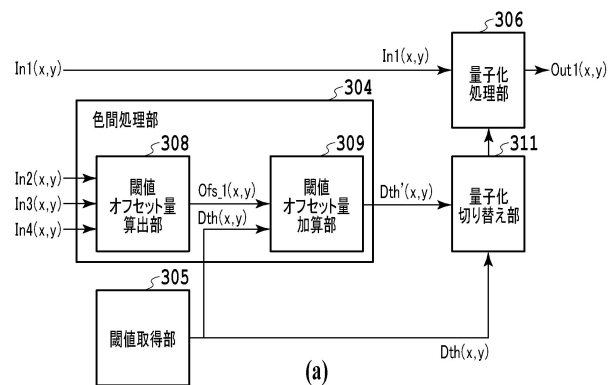 306
In1(x,y)
In1(x,y)
量子化
処理部
Out1(x,y)
304
色間処理部
308
309
311
In2(x,y)
In3(x,y)
In4(x,y)
閾値
オフセット量
算出部
Ofs_1(x,y)
Dth(x,y)
閾値
オフセット量
加算部
Dth'(x,y)
量子化
切り替え部
305
閾値取得部
Dth(x,y)
(a)